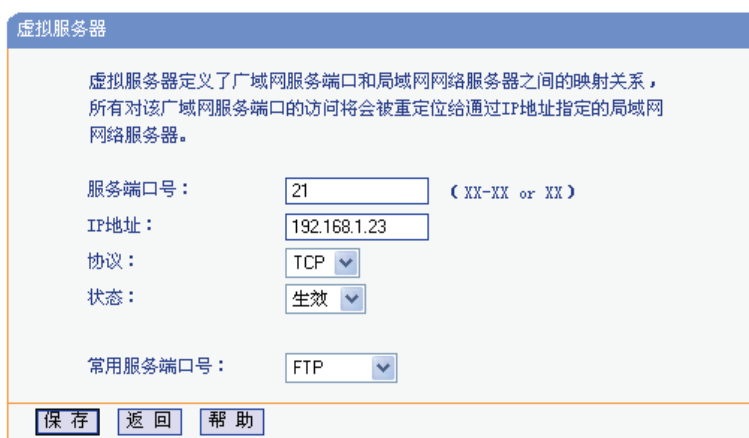 虚拟服务器
虚拟服务器定义了广域网服务端口和局域网网络服务器之间的映射关系，
所有对该广域网服务端口的访问将会被重定位给通过IP地址指定的局域网
网络服务器。
服务端口号： 21 （XX-XX or XX）
IP地址： 192.168.1.23
协议： TCP
状态： 生效
常用服务端口号： FTP
保 存 返 回 帮 助